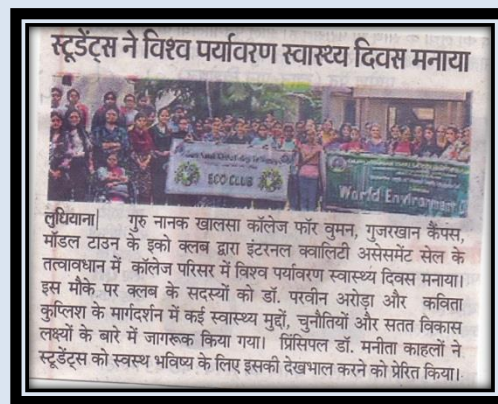 स्टूडेंट्स ने विश्व पर्यावरण स्वास्थ्य दिवस मनाया
ECO CLUB
World Environment
लुधियाना| गुरु नानक खालसा कॉलेज फॉर वुमन, गुजरखान कैंपस,
मॉडल टाउन के इको क्लब द्वारा इंटरनल क्वालिटी असेसमेंट सेल के
तत्वावधान में कॉलेज परिसर में विश्व पर्यावरण स्वास्थ्य दिवस मनाया।
इस मौके पर क्लब के सदस्यों को डॉ. परवीन अरोड़ा और कविता
कुप्लिश के मार्गदर्शन में कई स्वास्थ्य मुद्दों, चुनौतियों और सतत विकास
लक्ष्यों के बारे में जागरूक किया गया। प्रिंसिपल डॉ. मनीता काहलों ने
स्टूडेंट्स को स्वस्थ भविष्य के लिए इसकी देखभाल करने को प्रेरित किया।